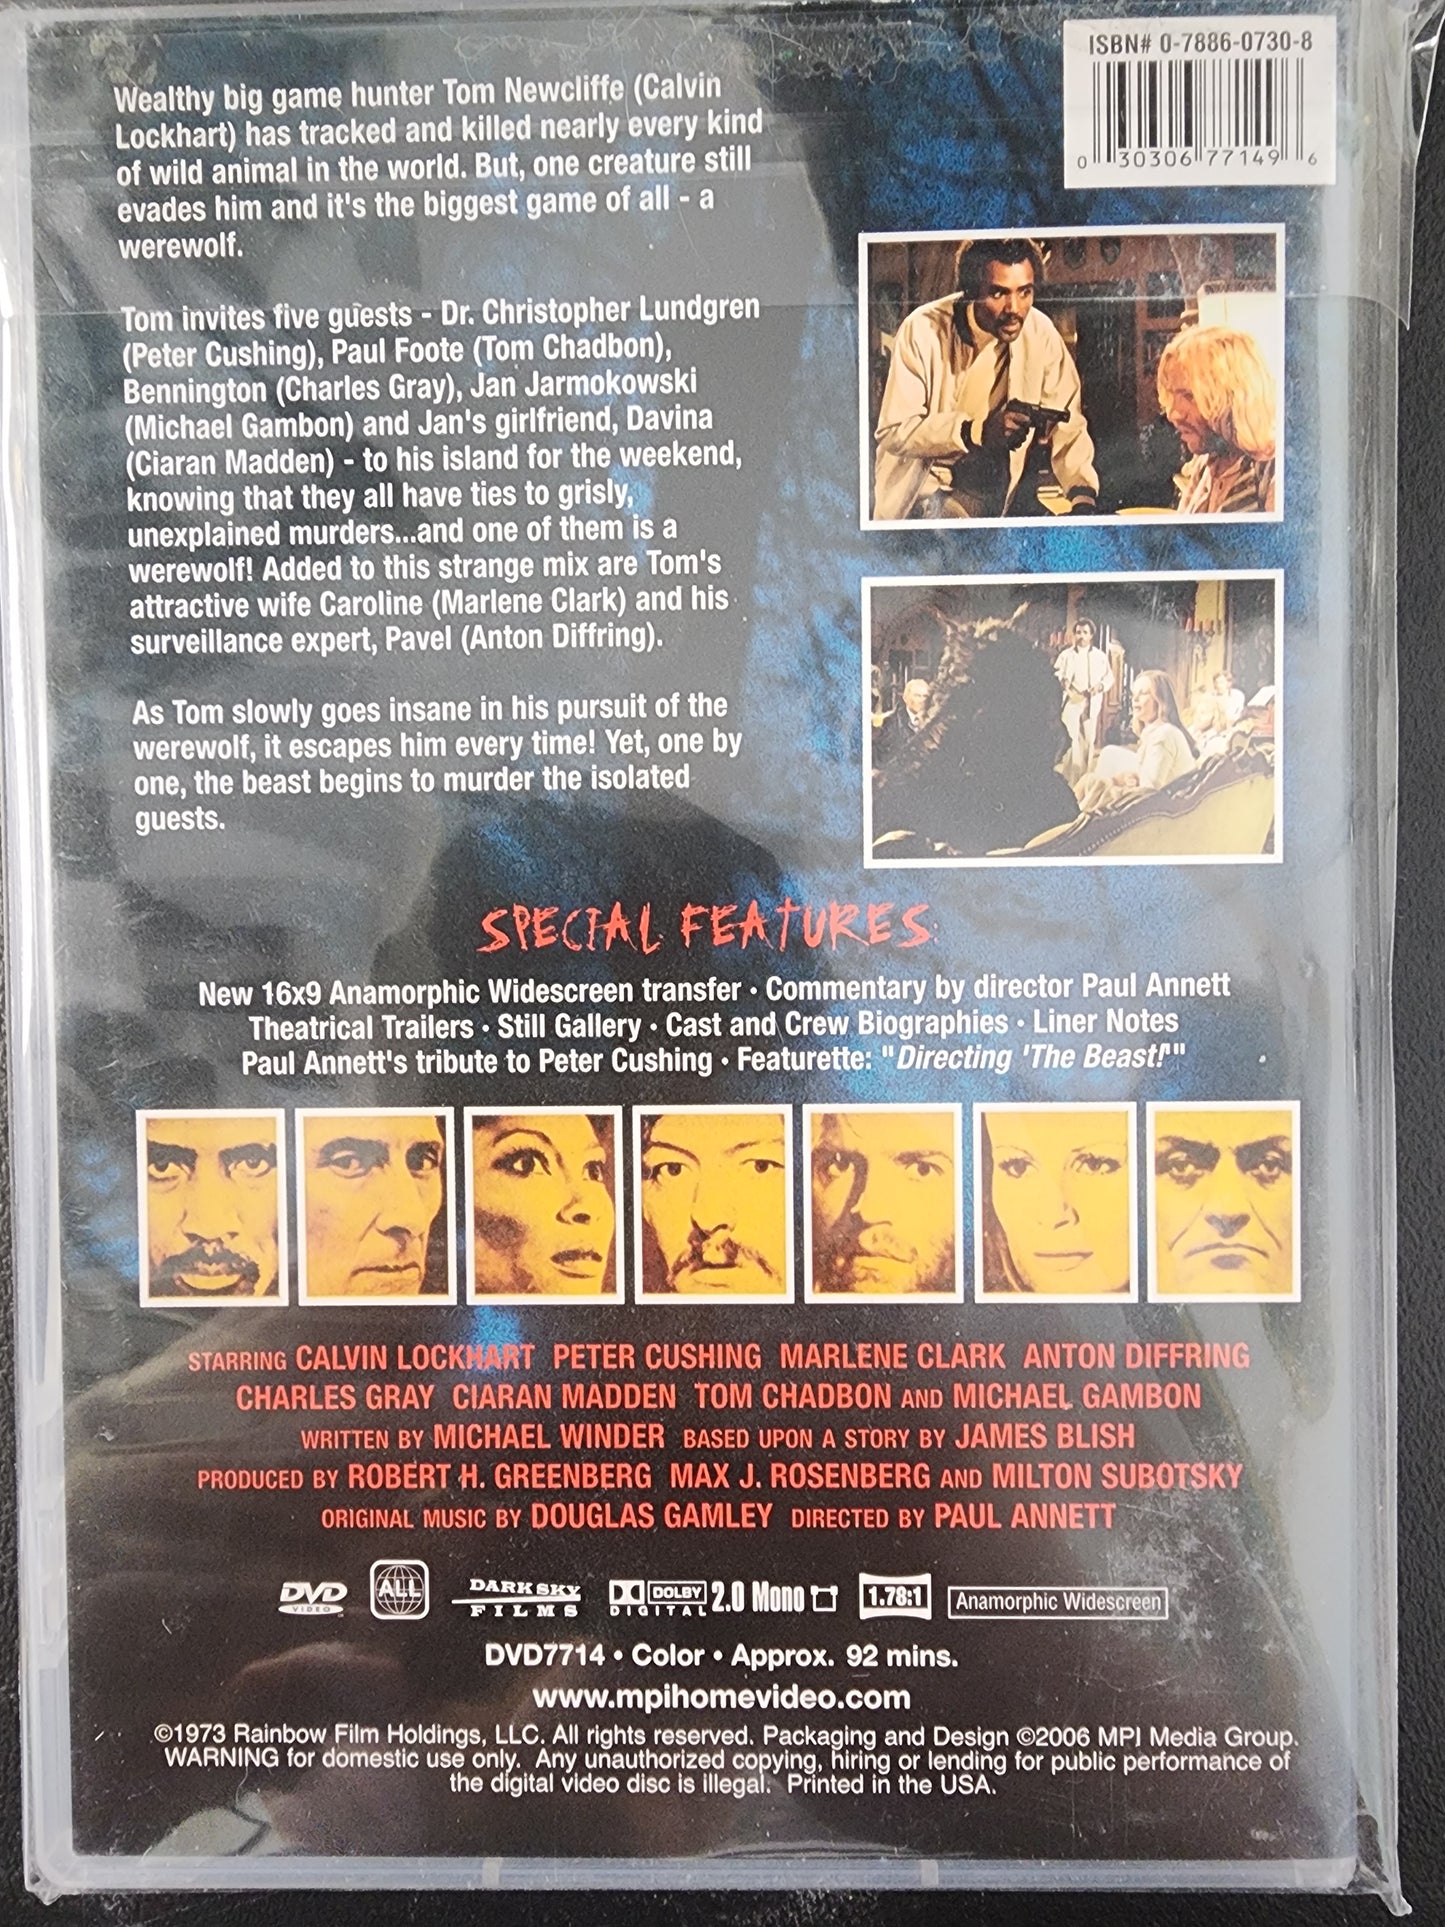 ISBN# 0-7886-0730-8
0 30306 77149 6
Wealthy big game hunter Tom Newcliffe (Calvin
Lockhart) has tracked and killed nearly every kind
of wild animal in the world. But, one creature still
evades him and it's the biggest game of all - a
werewolf.
Tom invites five guests - Dr. Christopher Lundgren
(Peter Cushing), Paul Foote (Tom Chadbon),
Bennington (Charles Gray), Jan Jarmokowski
(Michael Gambon) and Jan's girlfriend, Davina
(Ciaran Madden) - to his island for the weekend,
knowing that they all have ties to grisly,
unexplained murders...and one of them is a
werewolf! Added to this strange mix are Tom's
attractive wife Caroline (Marlene Clark) and his
surveillance expert, Pavel (Anton Diffring).
As Tom slowly goes insane in his pursuit of the
werewolf, it escapes him every time! Yet, one by
one, the beast begins to murder the isolated
guests.
SPECIAL FEATURES:
New 16x9 Anamorphic Widescreen transfer • Commentary by director Paul Annett
Theatrical Trailers • Still Gallery • Cast and Crew Biographies • Liner Notes
Paul Annett's tribute to Peter Cushing • Featurette: "Directing 'The Beast!'"
STARRING CALVIN LOCKHART PETER CUSHING MARLENE CLARK ANTON DIFFRING
CHARLES GRAY CIARAN MADDEN TOM CHADBON AND MICHAEL GAMBON
WRITTEN BY MICHAEL WINDER BASED UPON A STORY BY JAMES BLISH
PRODUCED BY ROBERT H. GREENBERG MAX J. ROSENBERG AND MILTON SUBOTSKY
ORIGINAL MUSIC BY DOUGLAS GAMLEY DIRECTED BY PAUL ANNETT
DVD VIDEO ALL DARK SKY FILMS DOLBY DIGITAL 2.0 Mono 1.78:1 Anamorphic Widescreen
DVD7714 • Color • Approx. 92 mins.
www.mpihomevideo.com
©1973 Rainbow Film Holdings, LLC. All rights reserved. Packaging and Design ©2006 MPI Media Group.
WARNING for domestic use only. Any unauthorized copying, hiring or lending for public performance of
the digital video disc is illegal. Printed in the USA.